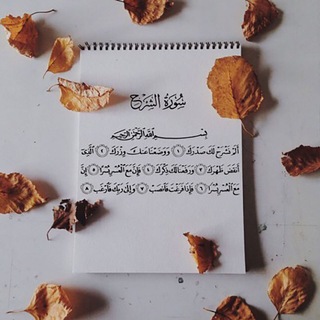 سُورَةُ الشَّرْحِ
بِسْمِ اللَّهِ الرَّحْمَٰنِ الرَّحِيمِ
أَلَمْ نَشْرَحْ لَكَ صَدْرَكَ ١ وَوَضَعْنَا عَنكَ وِزْرَكَ ٢ الَّذِي
أَنقَضَ ظَهْرَكَ ٣ وَرَفَعْنَا لَكَ ذِكْرَكَ ٤ فَإِنَّ مَعَ الْعُسْرِ يُسْرًا ٥ إِنَّ
مَعَ الْعُسْرِ يُسْرًا ٦ فَإِذَا فَرَغْتَ فَانصَبْ ٧ وَإِلَىٰ رَبِّكَ فَارْغَب ٨